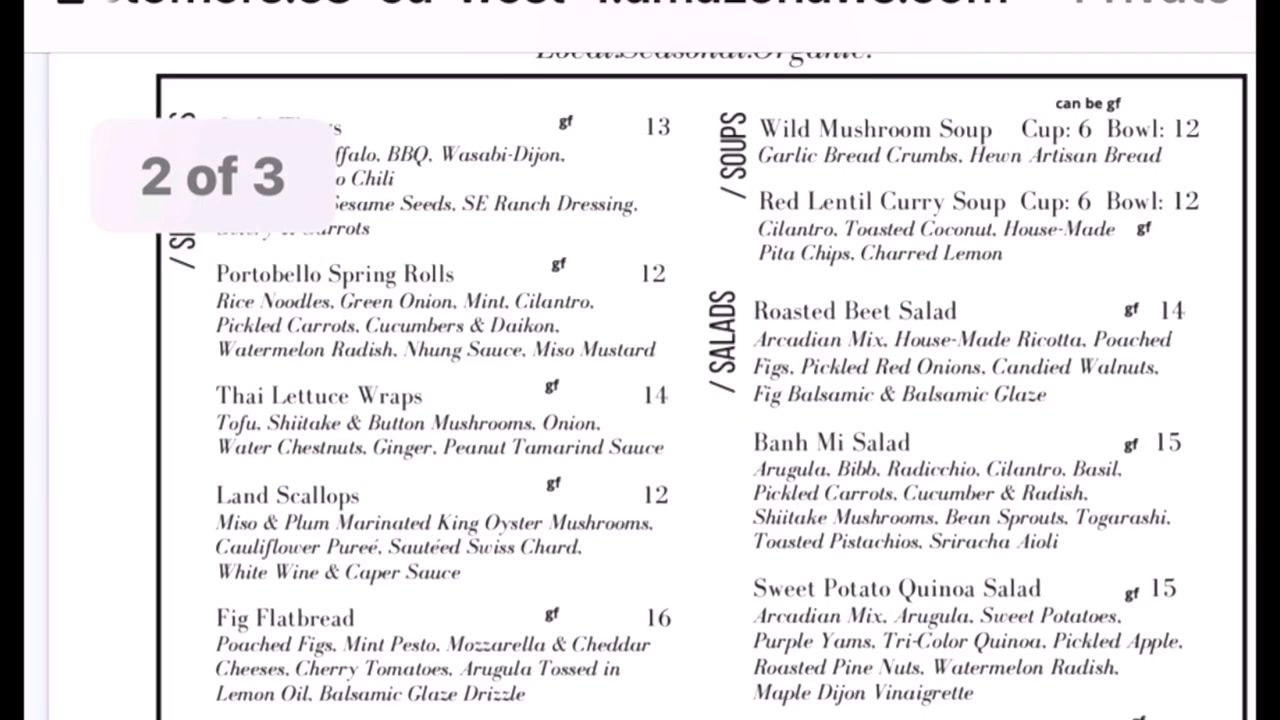 Private
Local.Seasonal.Organic.
2 of 3
gf 13
BBQ, Wasabi-Dijon,
Chili
Sesame Seeds, SE Ranch Dressing,
Portobello Spring Rolls gf 12
Rice Noodles, Green Onion, Mint, Cilantro,
Pickled Carrots, Cucumbers & Daikon,
Watermelon Radish, Nhung Sauce, Miso Mustard
Thai Lettuce Wraps gf 14
Tofu, Shiitake & Button Mushrooms, Onion,
Water Chestnuts, Ginger, Peanut Tamarind Sauce
Land Scallops gf 12
Miso & Plum Marinated King Oyster Mushrooms,
Cauliflower Pureé, Sautéed Swiss Chard,
White Wine & Caper Sauce
Fig Flatbread gf 16
Poached Figs, Mint Pesto, Mozzarella & Cheddar
Cheeses, Cherry Tomatoes, Arugula Tossed in
Lemon Oil, Balsamic Glaze Drizzle
/ SOUPS
can be gf
Wild Mushroom Soup Cup: 6 Bowl: 12
Garlic Bread Crumbs, Hewn Artisan Bread
Red Lentil Curry Soup Cup: 6 Bowl: 12
Cilantro, Toasted Coconut, House-Made gf
Pita Chips, Charred Lemon
/ SALADS
Roasted Beet Salad gf 14
Arcadian Mix, House-Made Ricotta, Poached
Figs, Pickled Red Onions, Candied Walnuts,
Fig Balsamic & Balsamic Glaze
Banh Mi Salad gf 15
Arugula, Bibb, Radicchio, Cilantro, Basil,
Pickled Carrots, Cucumber & Radish,
Shiitake Mushrooms, Bean Sprouts, Togarashi,
Toasted Pistachios, Sriracha Aioli
Sweet Potato Quinoa Salad gf 15
Arcadian Mix, Arugula, Sweet Potatoes,
Purple Yams, Tri-Color Quinoa, Pickled Apple,
Roasted Pine Nuts, Watermelon Radish,
Maple Dijon Vinaigrette
gf